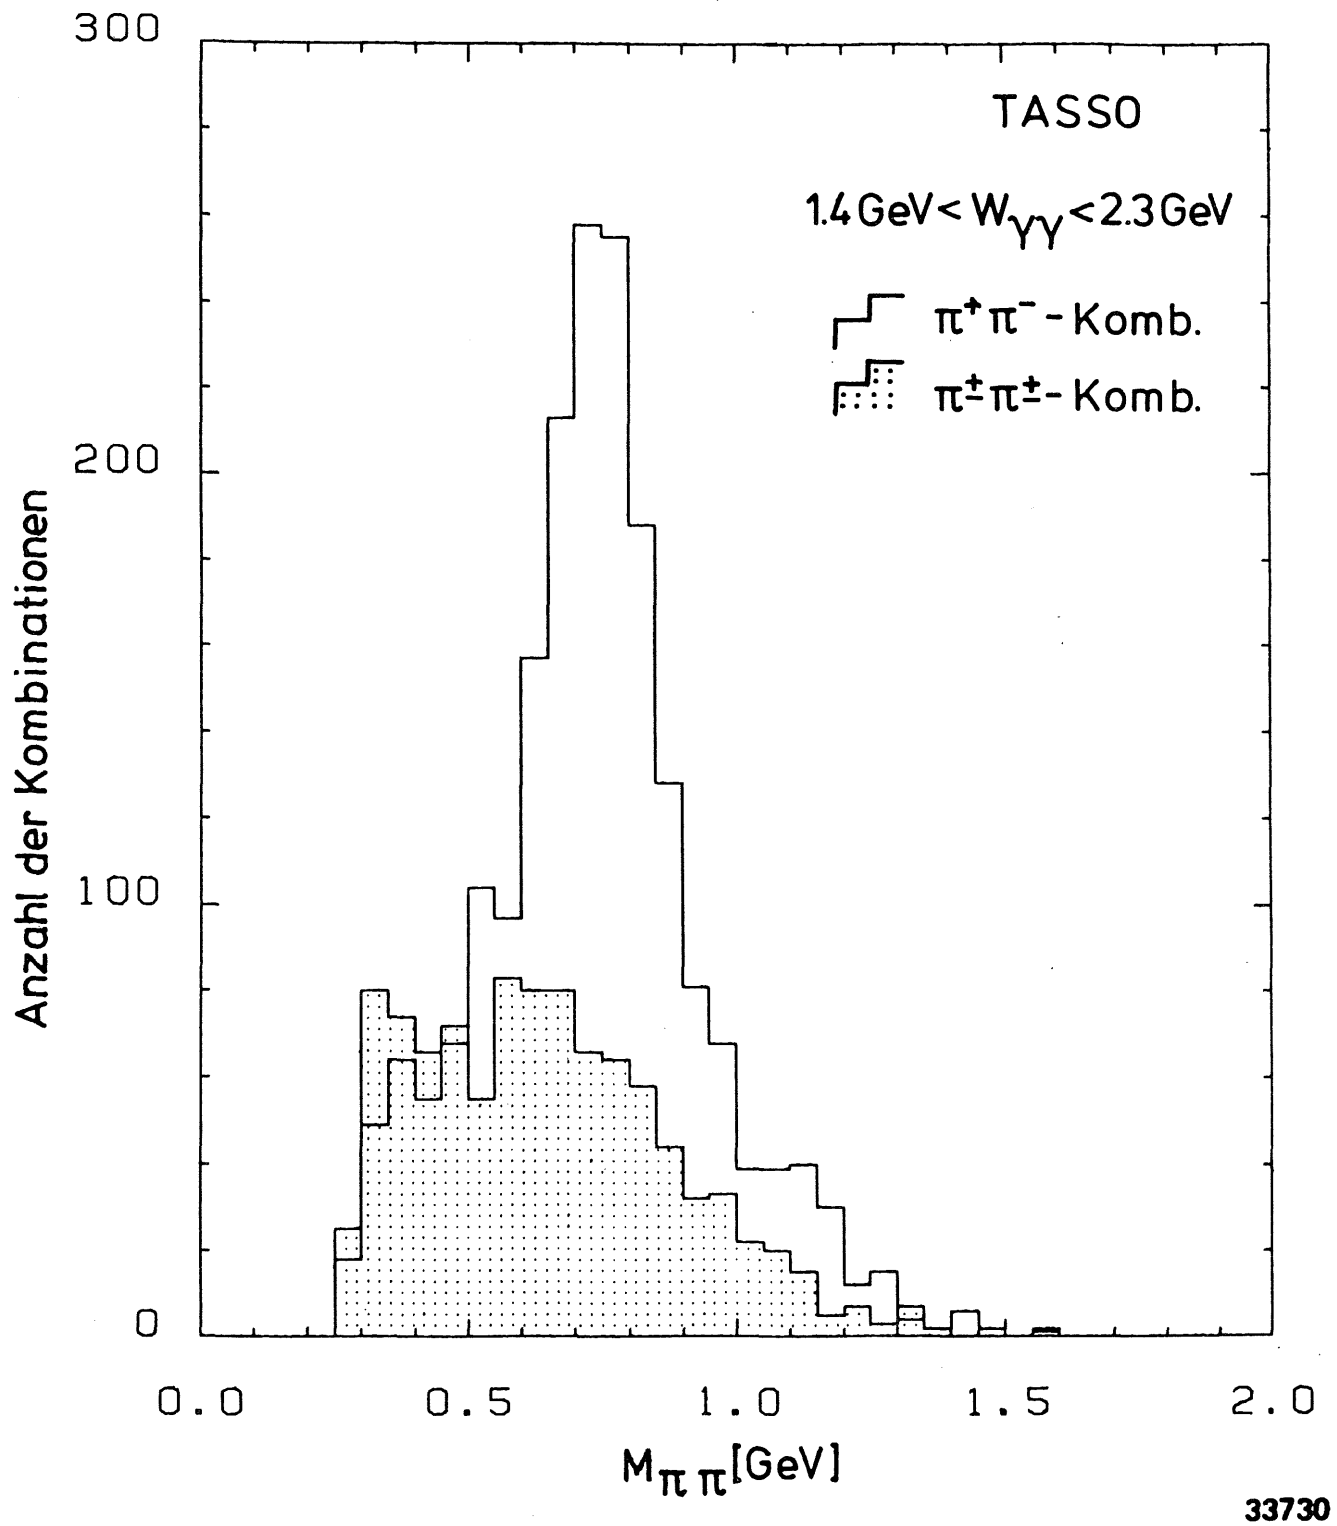 300
TASSO
1.4 GeV < Wγγ < 2.3 GeV
π⁺π⁻ - Komb.
π±π± - Komb.
200
100
0
Anzahl der Kombinationen
0.0 0.5 1.0 1.5 2.0
Mππ [GeV]
33730